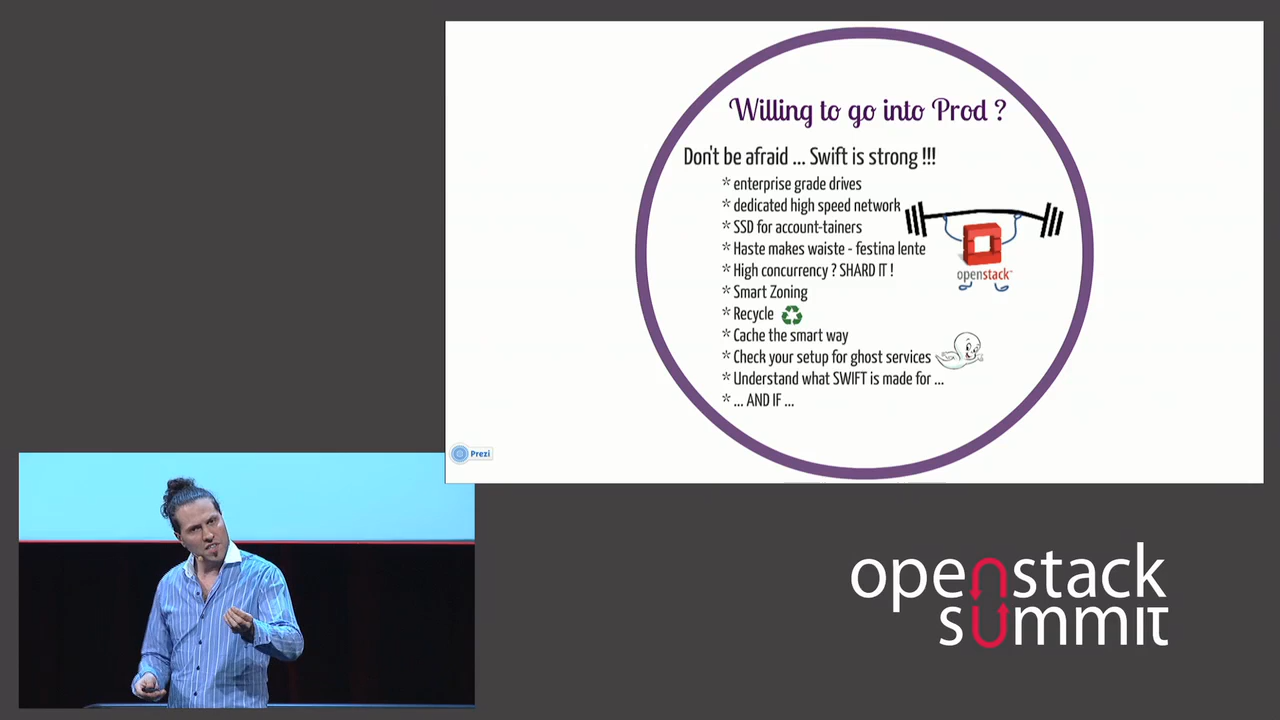 Willing to go into Prod ?
Don't be afraid ... Swift is strong !!!
* enterprise grade drives
* dedicated high speed network
* SSD for account-tainers
* Haste makes waiste - festina lente
* High concurrency ? SHARD IT !
* Smart Zoning
* Recycle
* Cache the smart way
* Check your setup for ghost services
* Understand what SWIFT is made for ...
* ... AND IF ...
openstack™
Prezi
openstack
summit